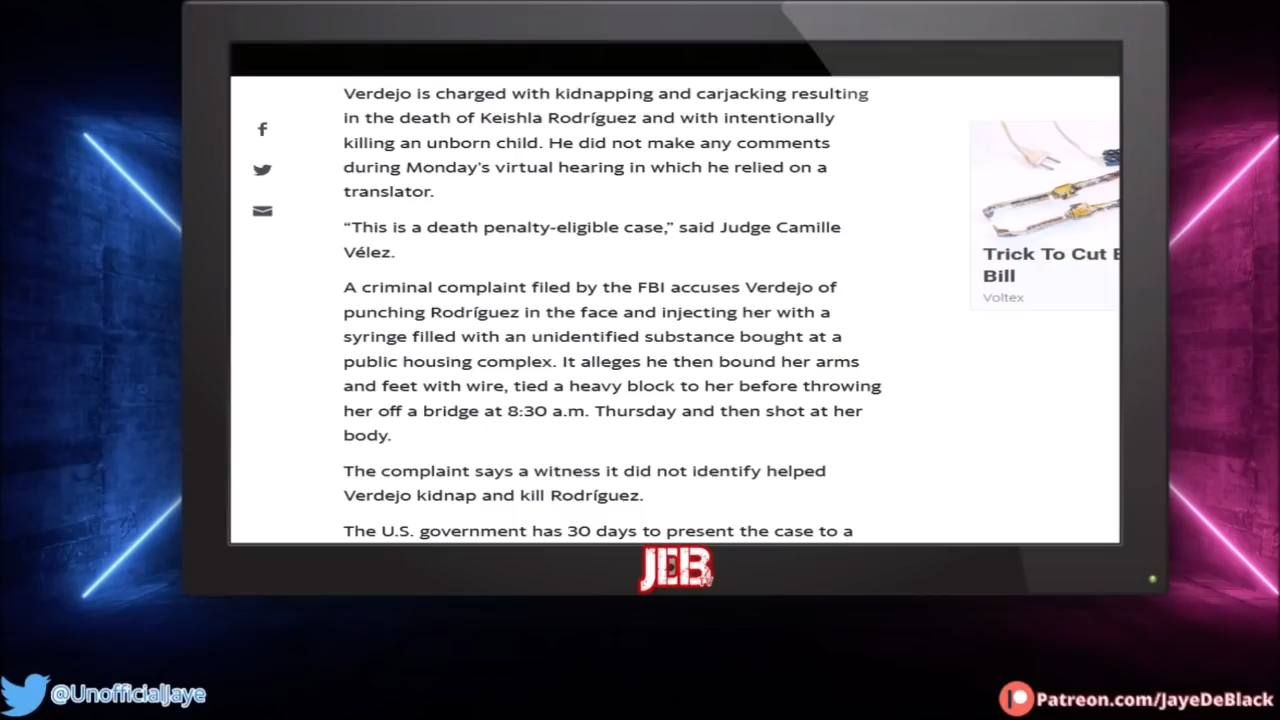 Verdejo is charged with kidnapping and carjacking resulting
in the death of Keishla Rodríguez and with intentionally
killing an unborn child. He did not make any comments
during Monday's virtual hearing in which he relied on a
translator.
“This is a death penalty-eligible case,” said Judge Camille
Vélez.
A criminal complaint filed by the FBI accuses Verdejo of
punching Rodríguez in the face and injecting her with a
syringe filled with an unidentified substance bought at a
public housing complex. It alleges he then bound her arms
and feet with wire, tied a heavy block to her before throwing
her off a bridge at 8:30 a.m. Thursday and then shot at her
body.
The complaint says a witness it did not identify helped
Verdejo kidnap and kill Rodríguez.
The U.S. government has 30 days to present the case to a
Trick To Cut E
Bill
Voltex
JEB
TV
@UnofficialJaye
Patreon.com/JayeDeBlack